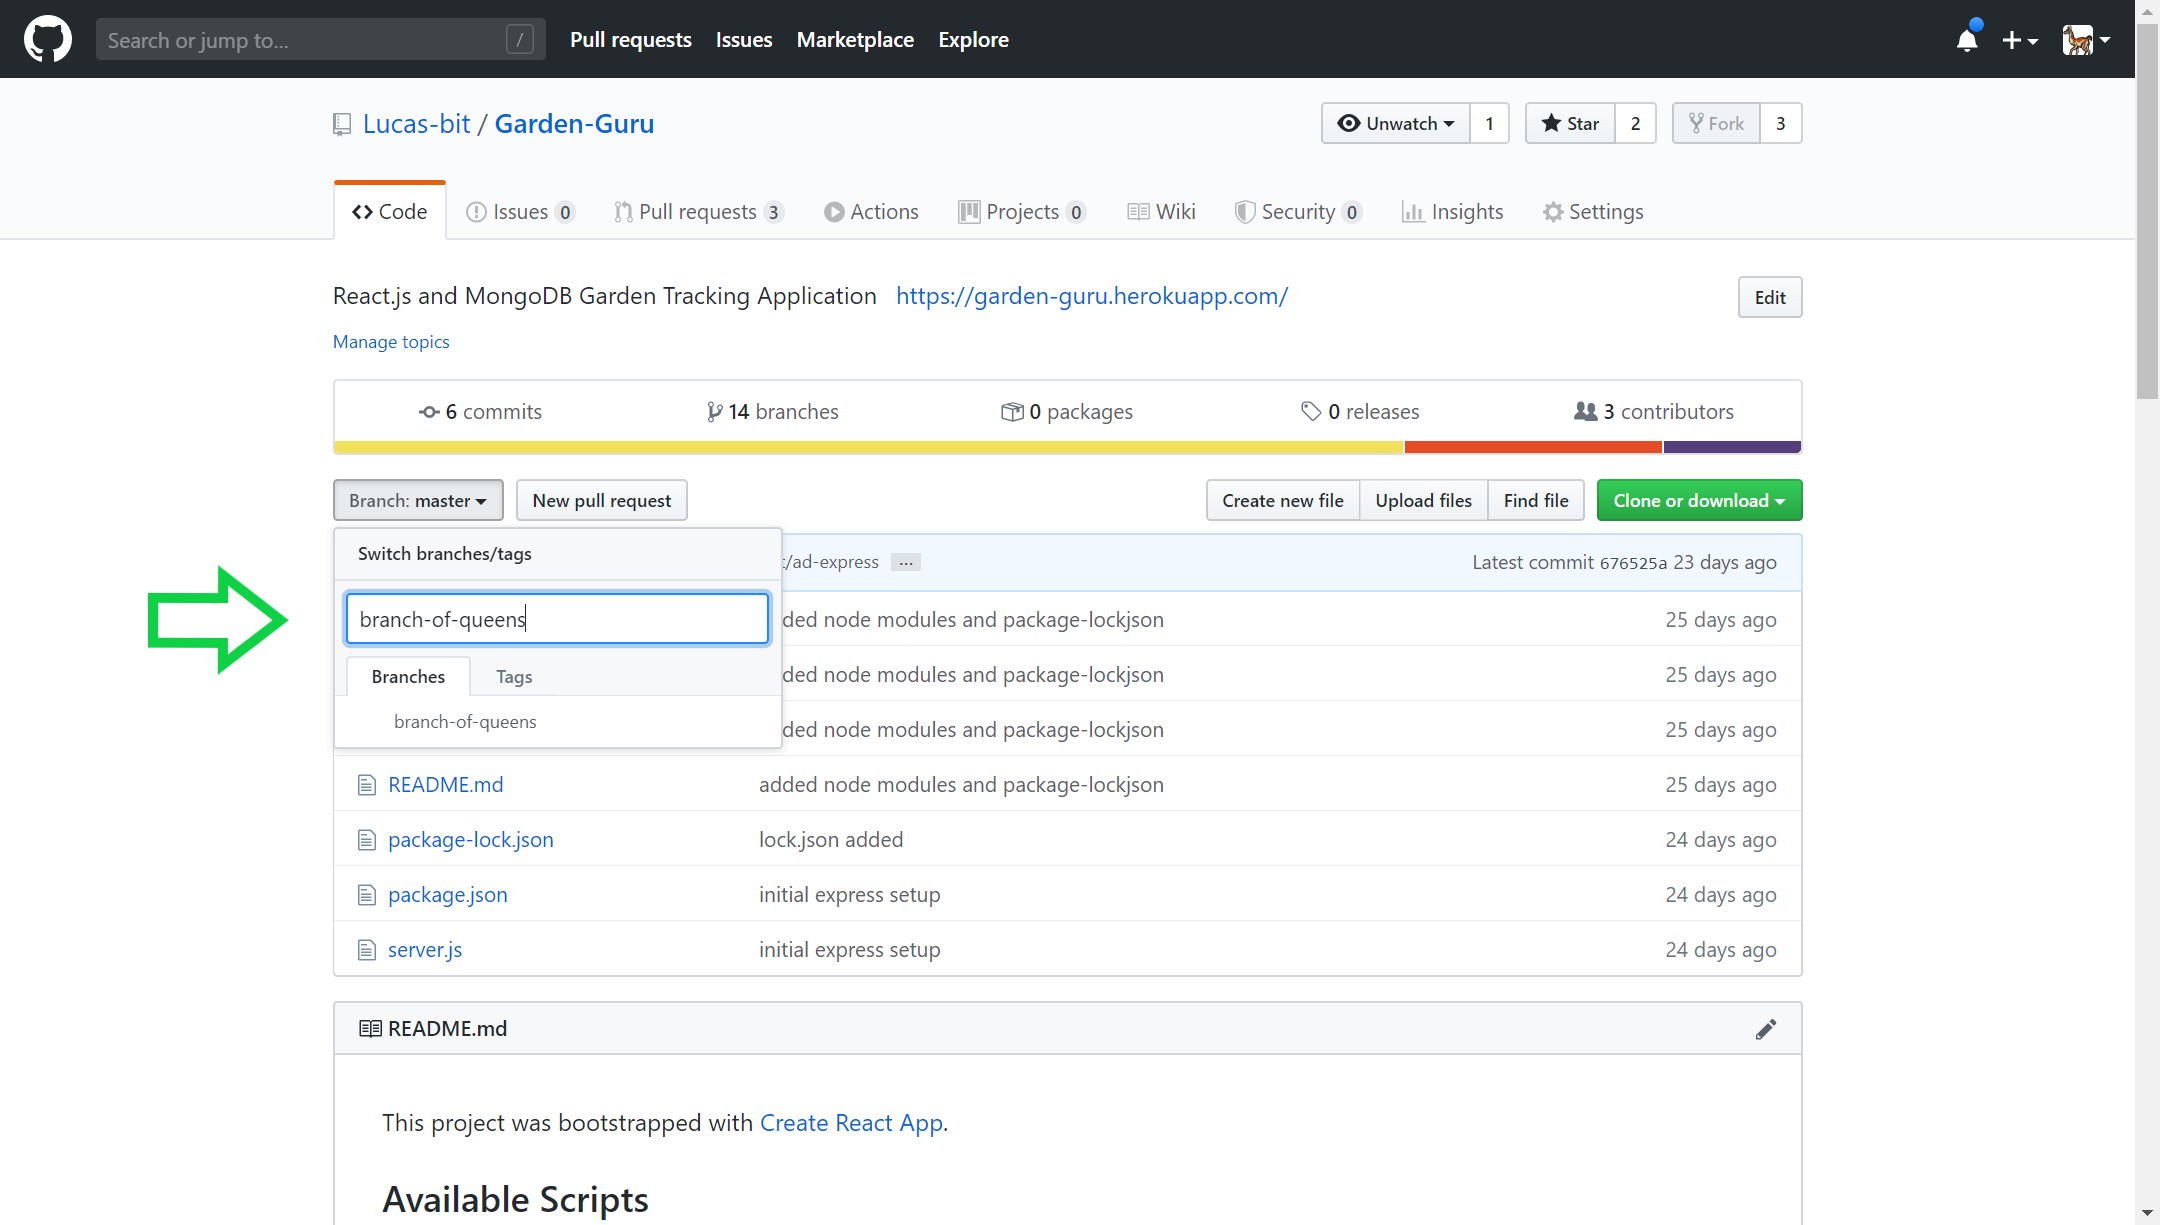 Search or jump to... /
Pull requests Issues Marketplace Explore
Lucas-bit / Garden-Guru
Unwatch 1 Star 2 Fork 3
Code Issues 0 Pull requests 3 Actions Projects 0 Wiki Security 0 Insights Settings
React.js and MongoDB Garden Tracking Application https://garden-guru.herokuapp.com/
Edit
Manage topics
6 commits 14 branches 0 packages 0 releases 3 contributors
Branch: master New pull request Create new file Upload files Find file Clone or download
Switch branches/tags
/ad-express ... Latest commit 676525a 23 days ago
branch-of-queens
ded node modules and package-lockjson 25 days ago
Branches Tags
ded node modules and package-lockjson 25 days ago
branch-of-queens
ded node modules and package-lockjson 25 days ago
README.md added node modules and package-lockjson 25 days ago
package-lock.json lock.json added 24 days ago
package.json initial express setup 24 days ago
server.js initial express setup 24 days ago
README.md
This project was bootstrapped with Create React App.
Available Scripts